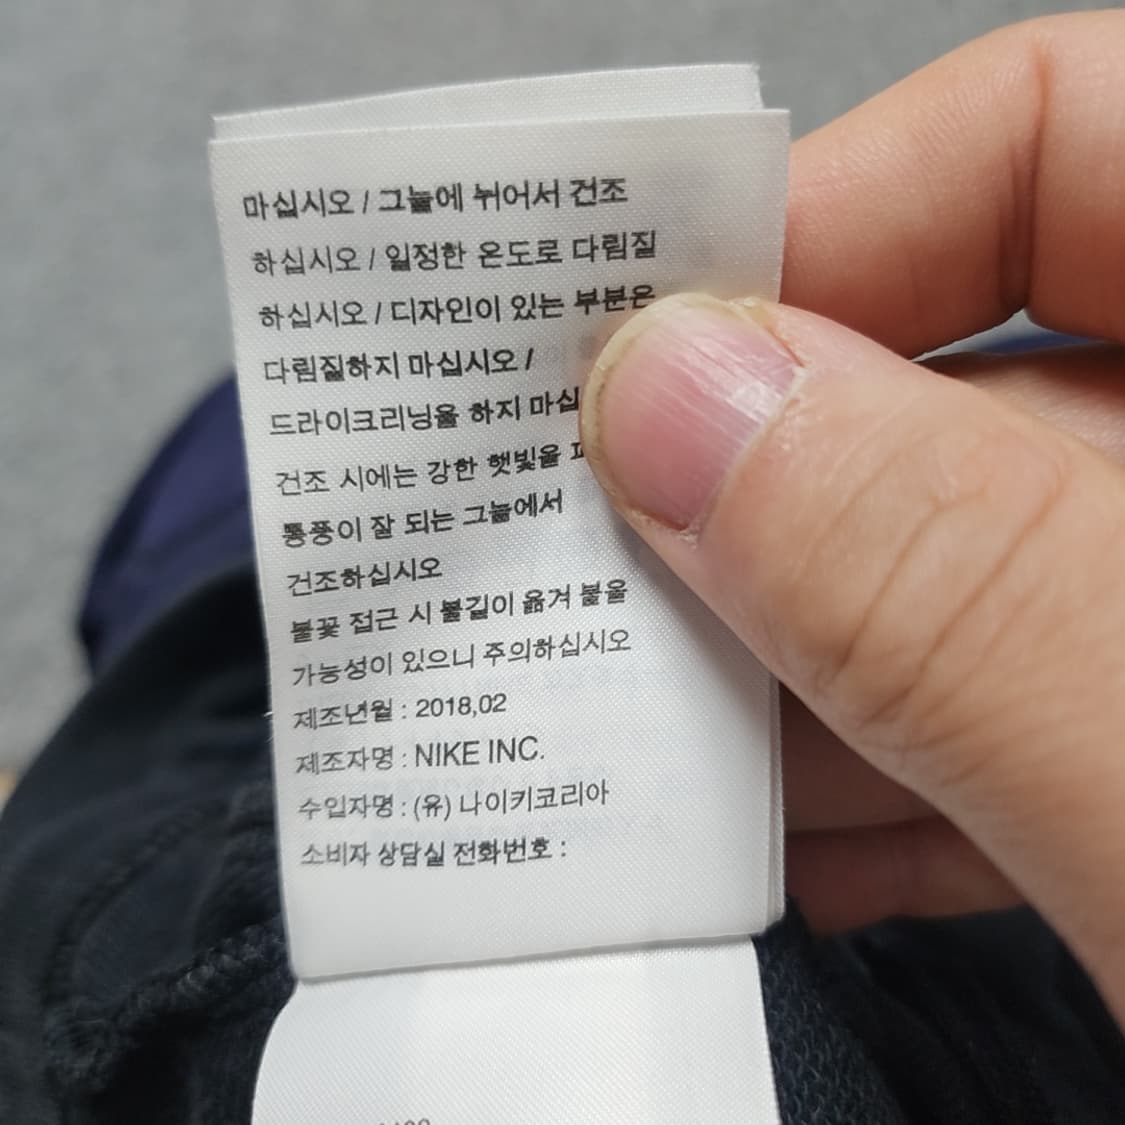 마십시오 / 그늘에 뉘어서 건조
하십시오 / 일정한 온도로 다림질
하십시오 / 디자인이 있는 부분은
다림질하지 마십시오 /
드라이크리닝을 하지 마십
건조 시에는 강한 햇빛을
통풍이 잘 되는 그늘에서
건조하십시오
불꽃 접근 시 불길이 옮겨 붙을
가능성이 있으니 주의하십시오
제조년월 : 2018,02
제조자명 : NIKE INC.
수입자명 : (유) 나이키코리아
소비자 상담실 전화번호 :